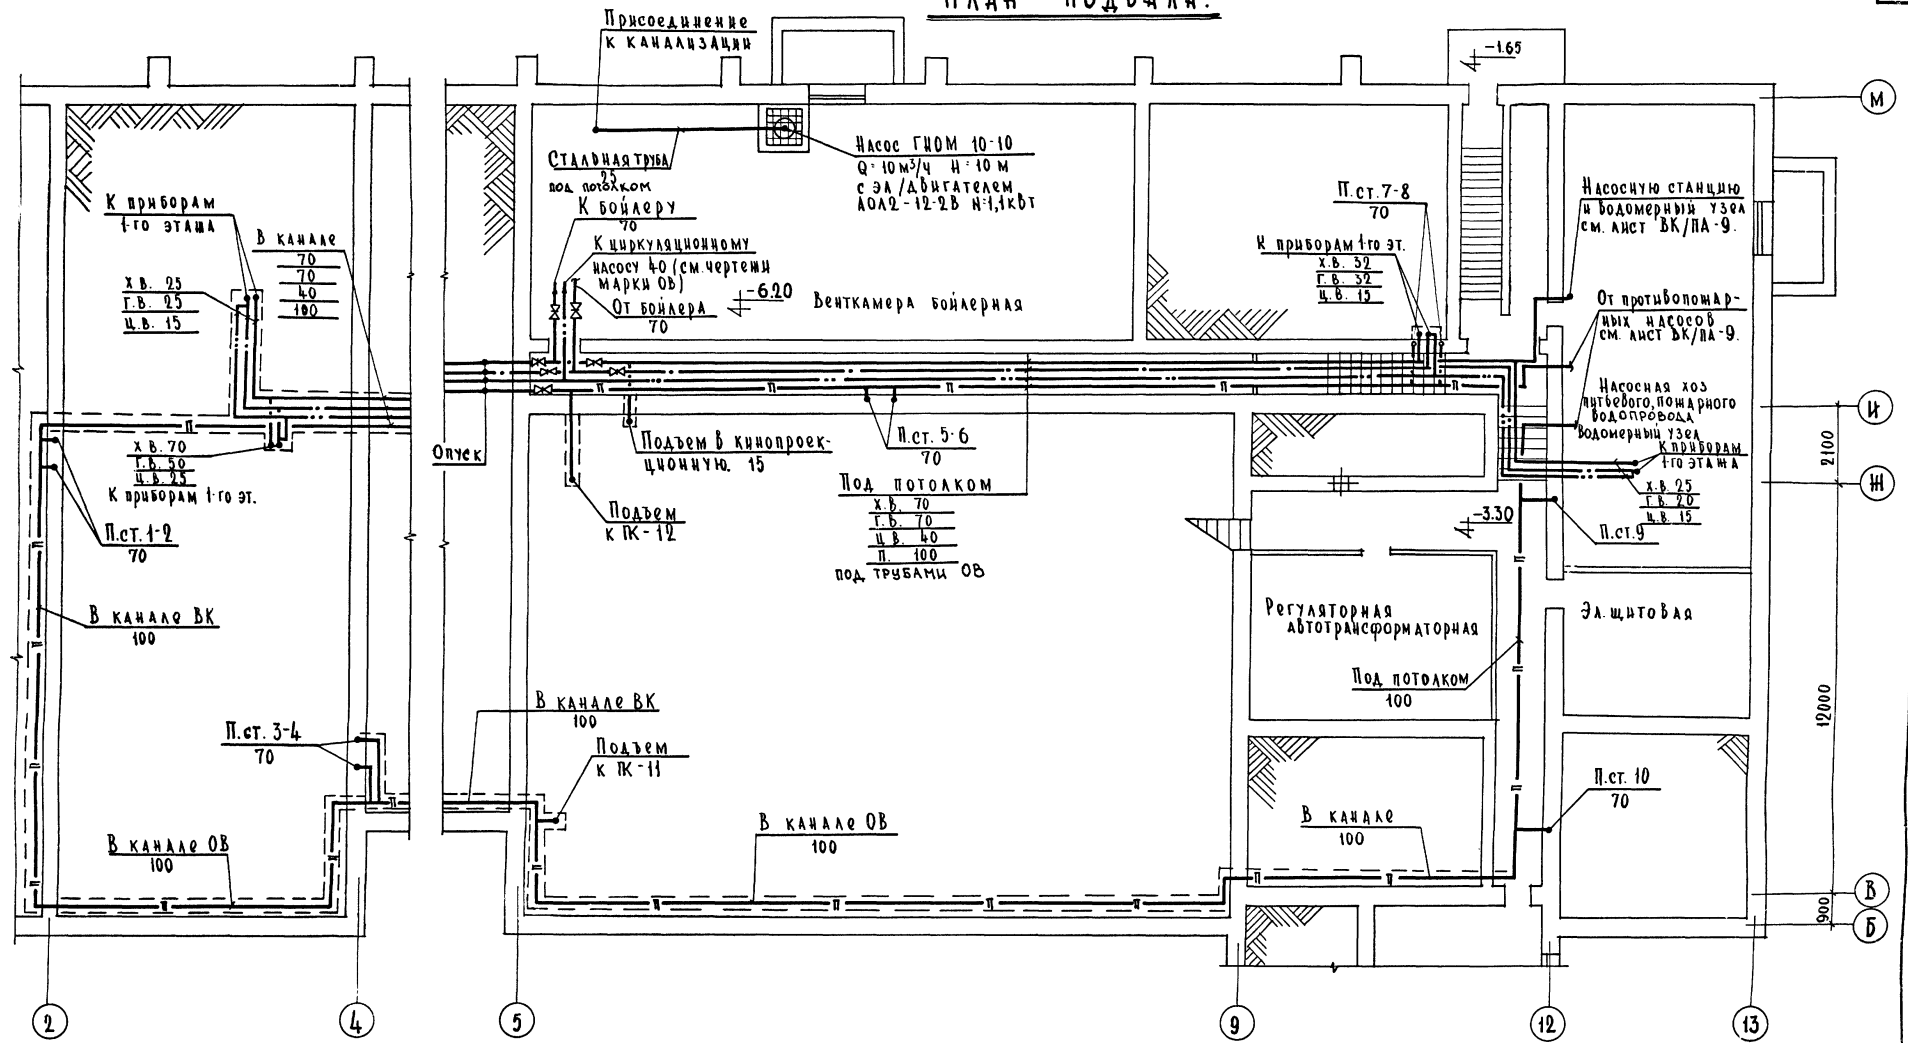 ПЛАН ПОДВАЛА.
Присоединение
к канализации
-1.65
М
Стальная труба
25
под потолком
Насос ГНОМ 10-10
Q=10м³/ч H=10м
с эл/двигателем
АОЛ2-12-2В N=1,1кВт
К приборам
1-го этажа
В канале
70
70
40
100
Х.В. 25
Г.В. 25
Ц.В. 15
К бойлеру
70
К циркуляционному
насосу 40 (см. чертежи
марки ОВ)
От бойлера
70
-6.20
Венткамера бойлерная
П.ст. 7-8
70
К приборам 1-го эт.
Х.В. 32
Г.В. 32
Ц.В. 15
Насосную станцию
и водомерный узел
см. лист ВК/ПА-9.
От противопожар-
ных насосов
см. лист ВК/ПА-9.
Насосная хоз
питьевого, пожарного
водопровода
Водомерный узел
К приборам
1-го этажа
Х.В. 25
Г.В. 20
Ц.В. 15
И
2100
Ж
П П П П П П
Х.В. 70
Г.В. 50
Ц.В. 25
К приборам 1-го эт.
Опуск
Подъем в кинопроек-
ционную. 15
П.ст. 5-6
70
П.ст. 1-2
70
Подъем
к ПК-12
Под потолком
Х.В. 70
Г.В. 70
Ц.В. 40
П. 100
под трубами ОВ
-3.30
П.ст. 9
В канале ВК
100
Регуляторная
автотрансформаторная
Эл. щитовая
Под потолком
100
12000
П.ст. 3-4
70
В канале ВК
100
Подъем
к ПК-11
П.ст. 10
70
В канале ОВ
100
В канале ОВ
100
В канале
100
П П П П П П П
В
900
Б
2
4
5
9
12
13